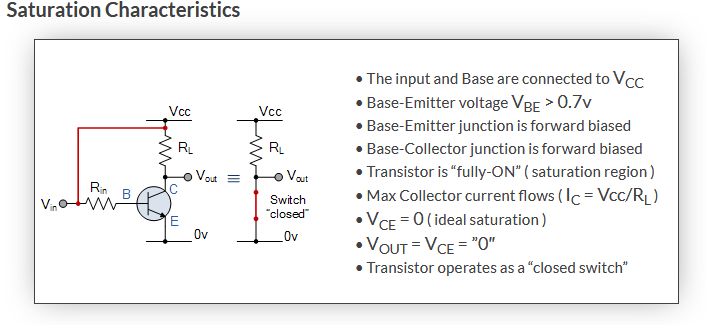 Saturation Characteristics
Vcc
Vcc
RL
RL
Vout
≡
Vout
Rin
B
C
Vin
Switch
"closed"
E
0v
0v
• The input and Base are connected to VCC
• Base-Emitter voltage VBE > 0.7v
• Base-Emitter junction is forward biased
• Base-Collector junction is forward biased
• Transistor is “fully-ON” ( saturation region )
• Max Collector current flows ( IC = Vcc/RL )
• VCE = 0 ( ideal saturation )
• VOUT = VCE = ”0″
• Transistor operates as a “closed switch”